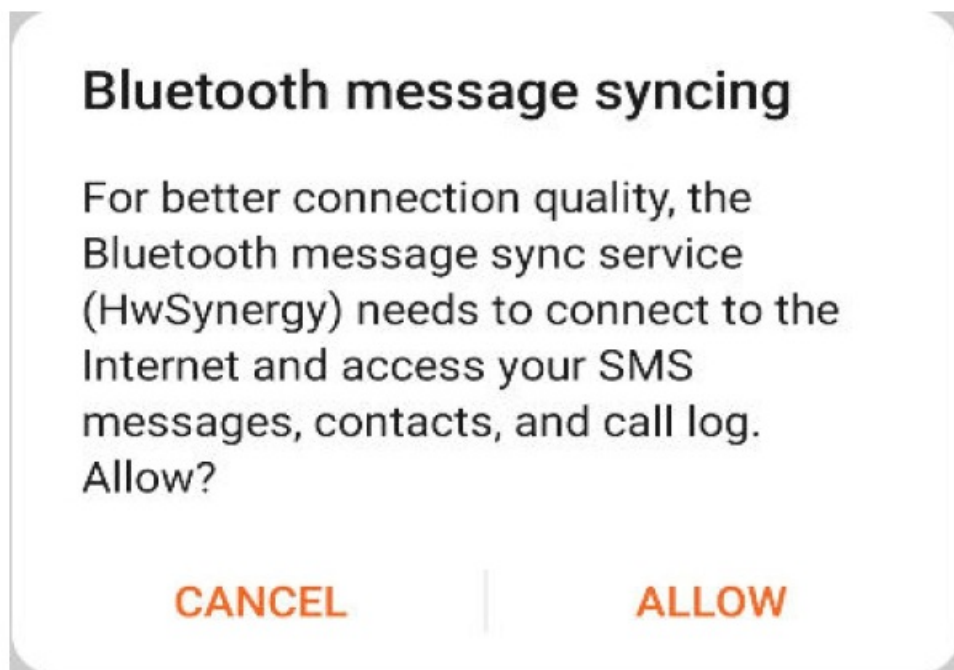 Bluetooth message syncing
For better connection quality, the
Bluetooth message sync service
(HwSynergy) needs to connect to the
Internet and access your SMS
messages, contacts, and call log.
Allow?
CANCEL ALLOW